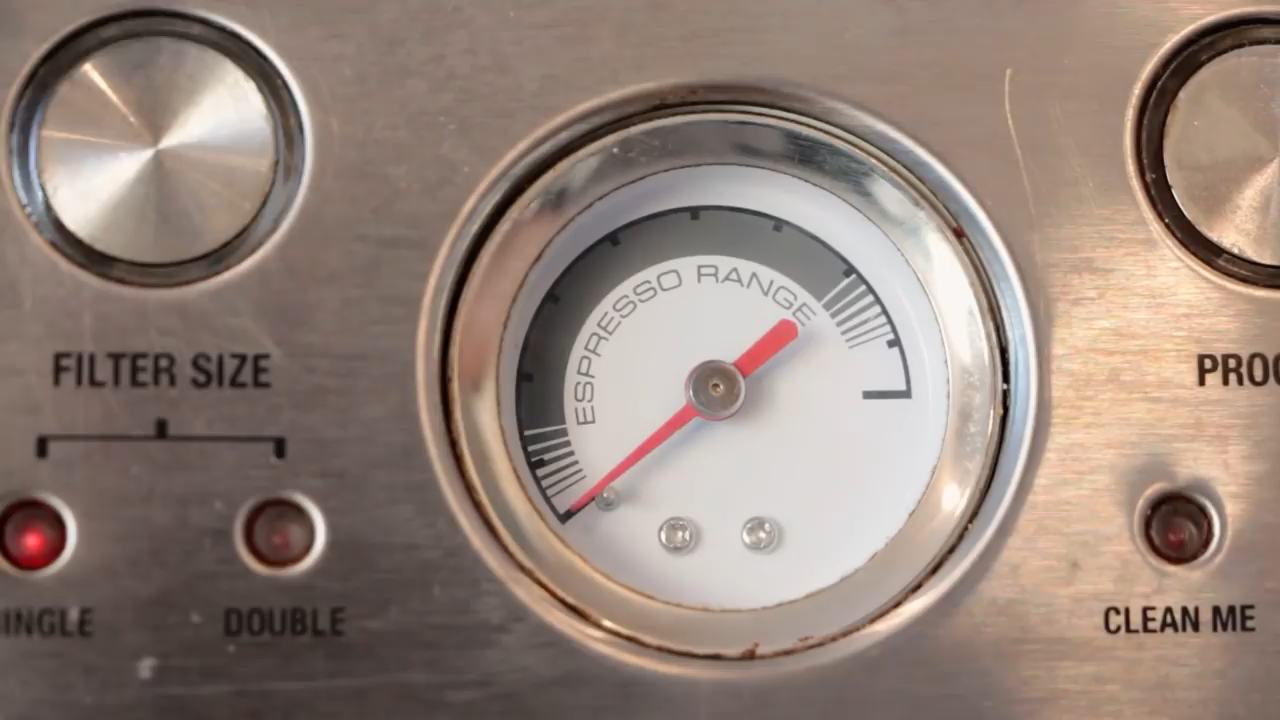 ESPRESSO RANGE
FILTER SIZE
PROG
INGLE
DOUBLE
CLEAN ME